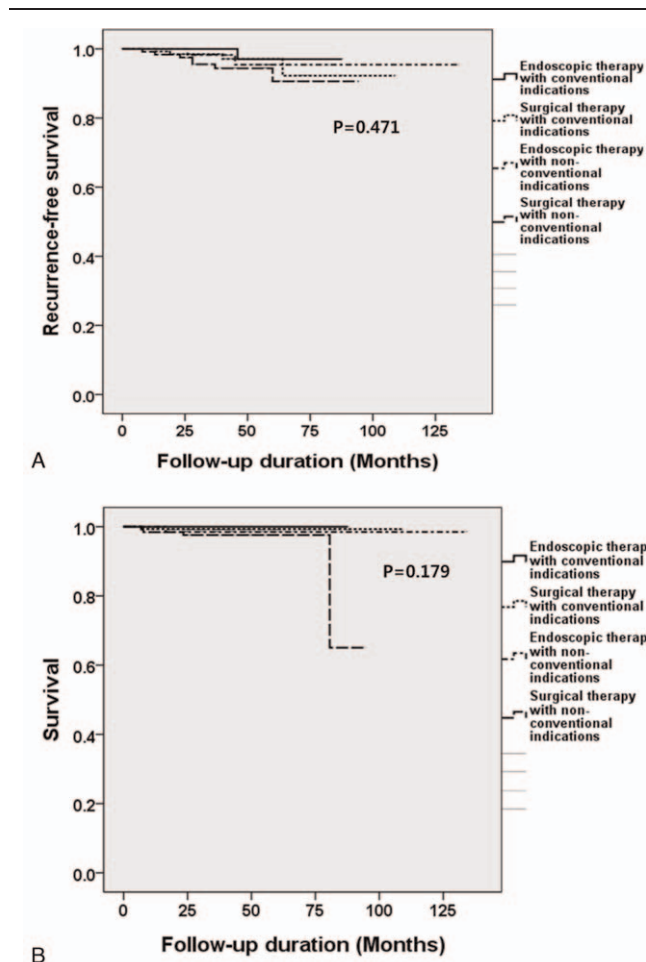 1.0
0.8
0.6
0.4
0.2
0.0
Recurrence-free survival
P=0.471
0 25 50 75 100 125
Follow-up duration (Months)
Endoscopic therapy
with conventional
indications
Surgical therapy
with conventional
indications
Endoscopic therapy
with non-
conventional
indications
Surgical therapy
with non-
conventional
indications
A
1.0
0.8
0.6
0.4
0.2
0.0
Survival
P=0.179
0 25 50 75 100 125
Follow-up duration (Months)
Endoscopic therap
with conventional
indications
Surgical therapy
with conventional
indications
Endoscopic therap
with non-
conventional
indications
Surgical therapy
with non-
conventional
indications
B